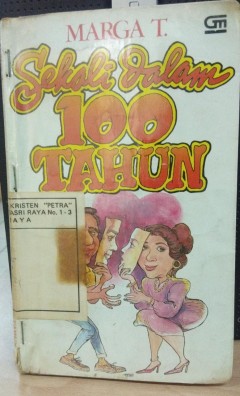 MARGA T.
GM
Sekali Dalam
100
TAHUN
KRISTEN "PETRA"
ASRI RAYA No. 1 - 3
AYA